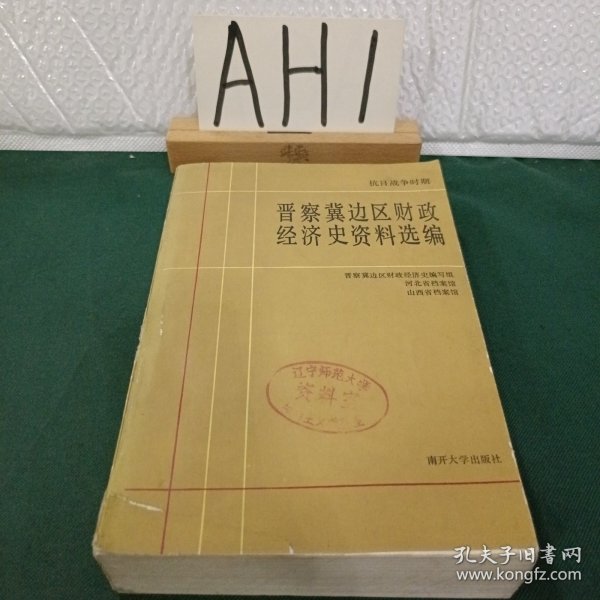 AH1
抗日战争时期
晋察冀边区财政
经济史资料选编
晋察冀边区财政经济史编写组
河北省档案馆
山西省档案馆
辽宁师范大学
资料室
南开大学出版社
孔夫子旧书网
www.kongfz.com